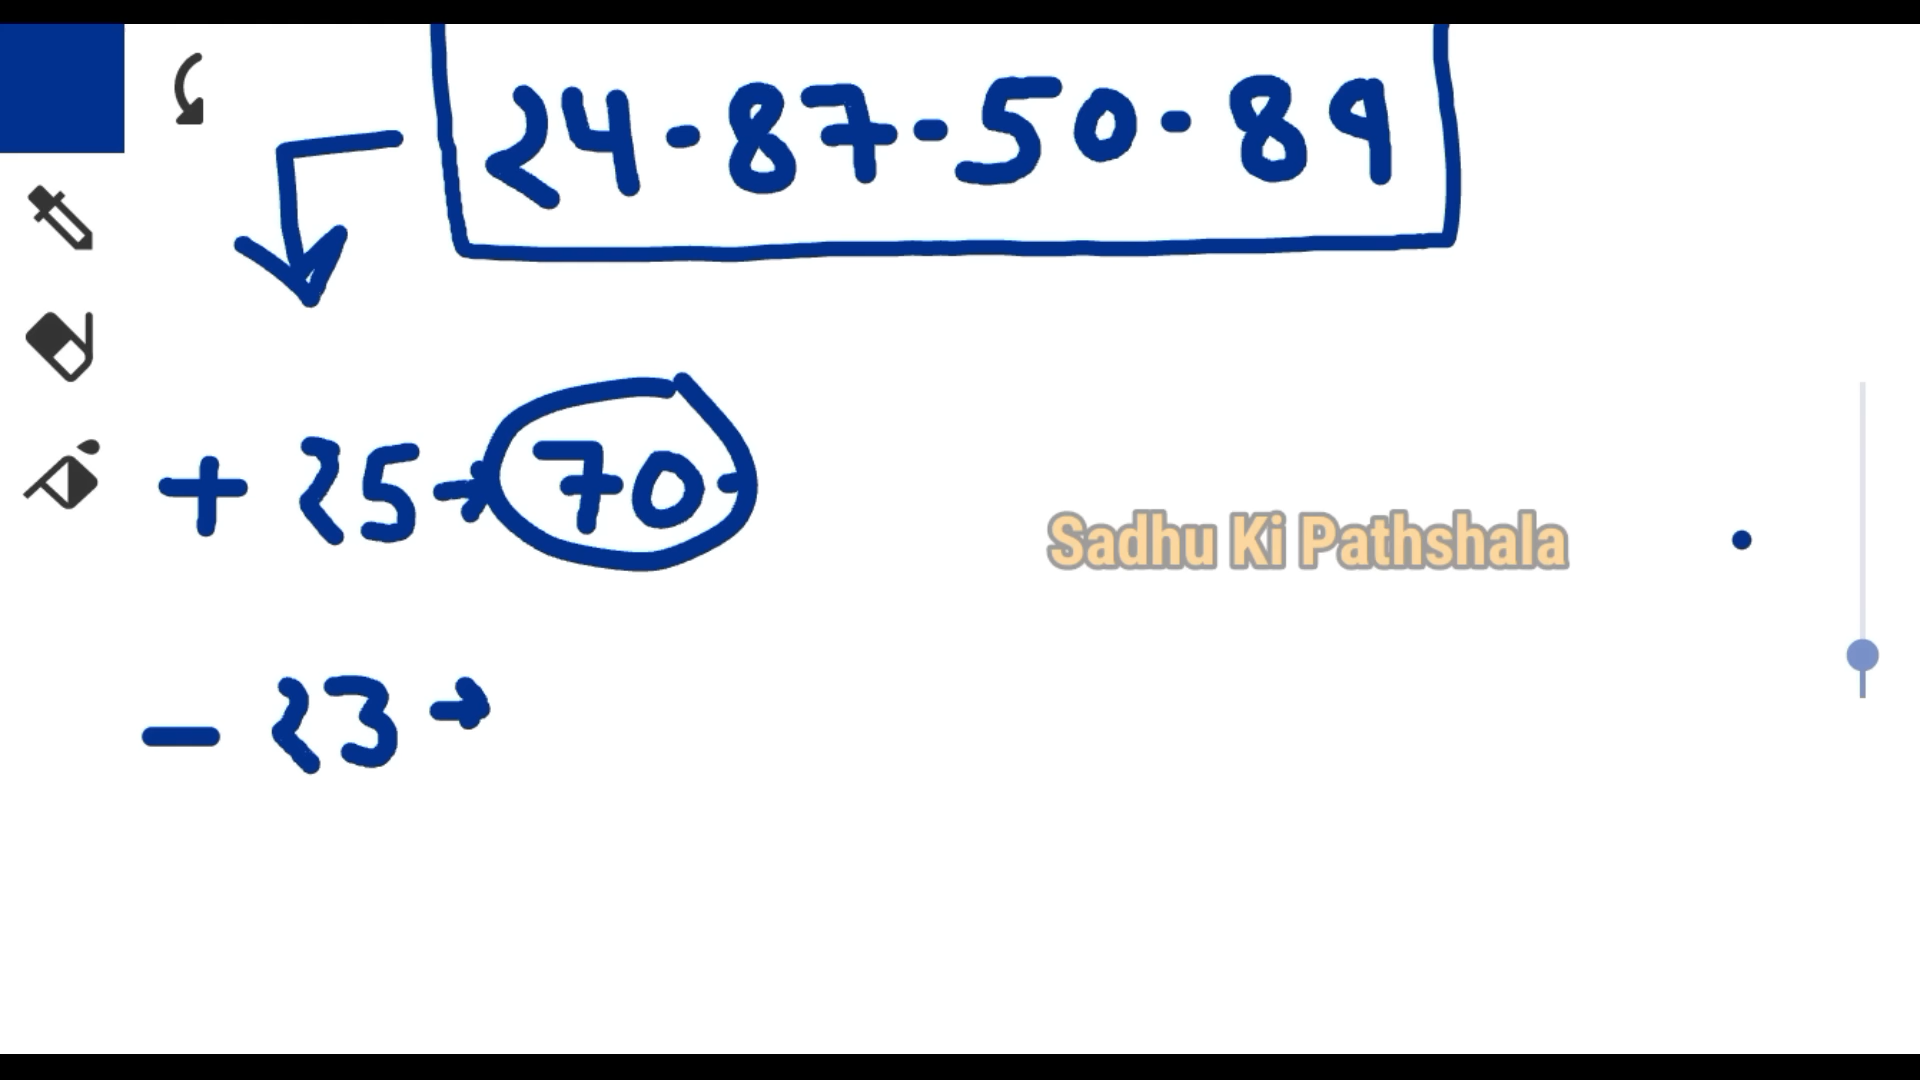 24-87-50-89
+ 25→ 70-
Sadhu Ki Pathshala
- 23→